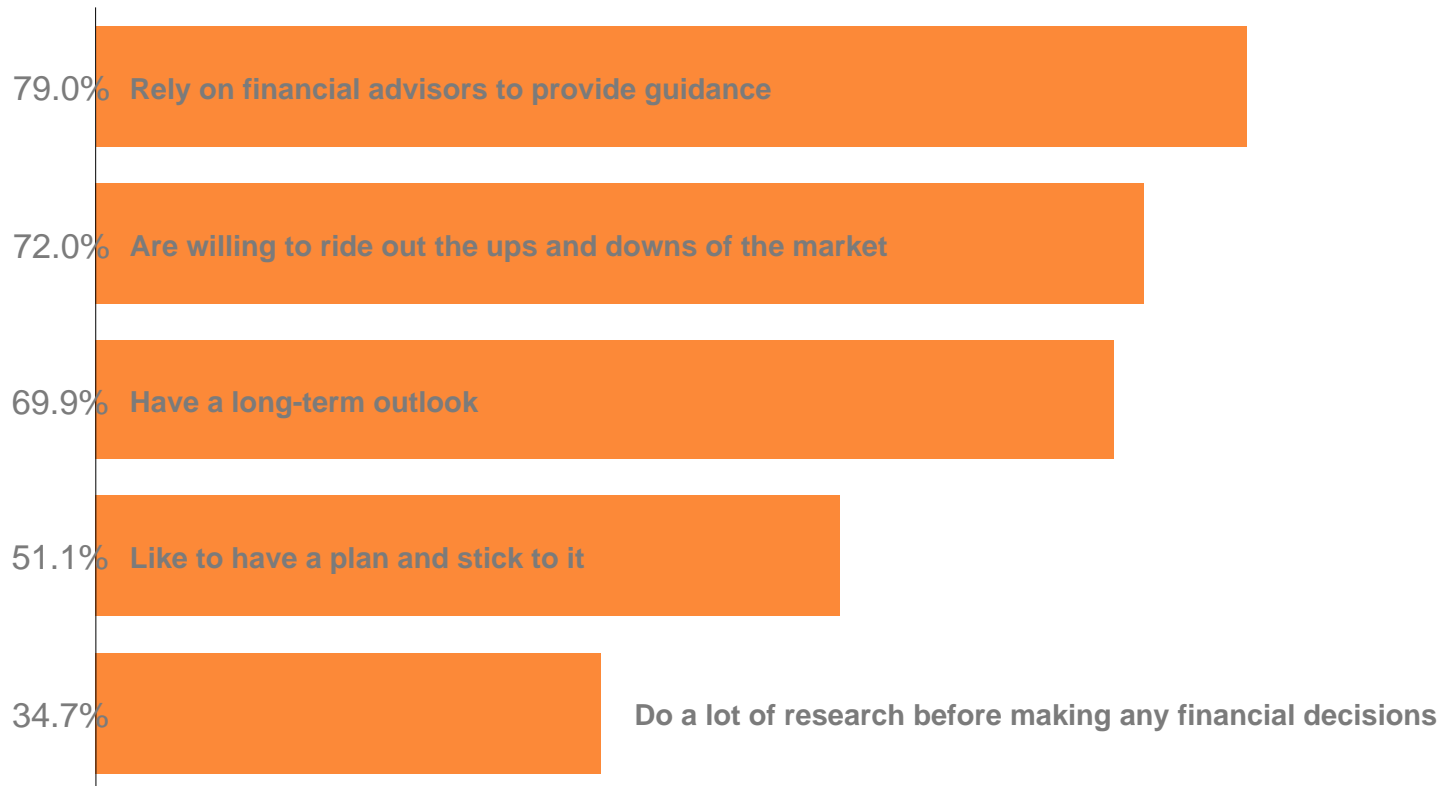 79.0% Rely on financial advisors to provide guidance
72.0% Are willing to ride out the ups and downs of the market
69.9% Have a long-term outlook
51.1% Like to have a plan and stick to it
34.7% Do a lot of research before making any financial decisions